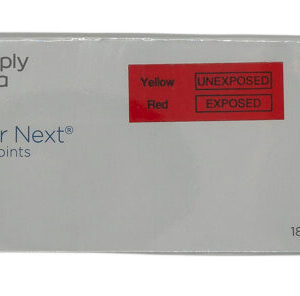 ply
a
Yellow UNEXPOSED
Red EXPOSED
r Next®
oints
18